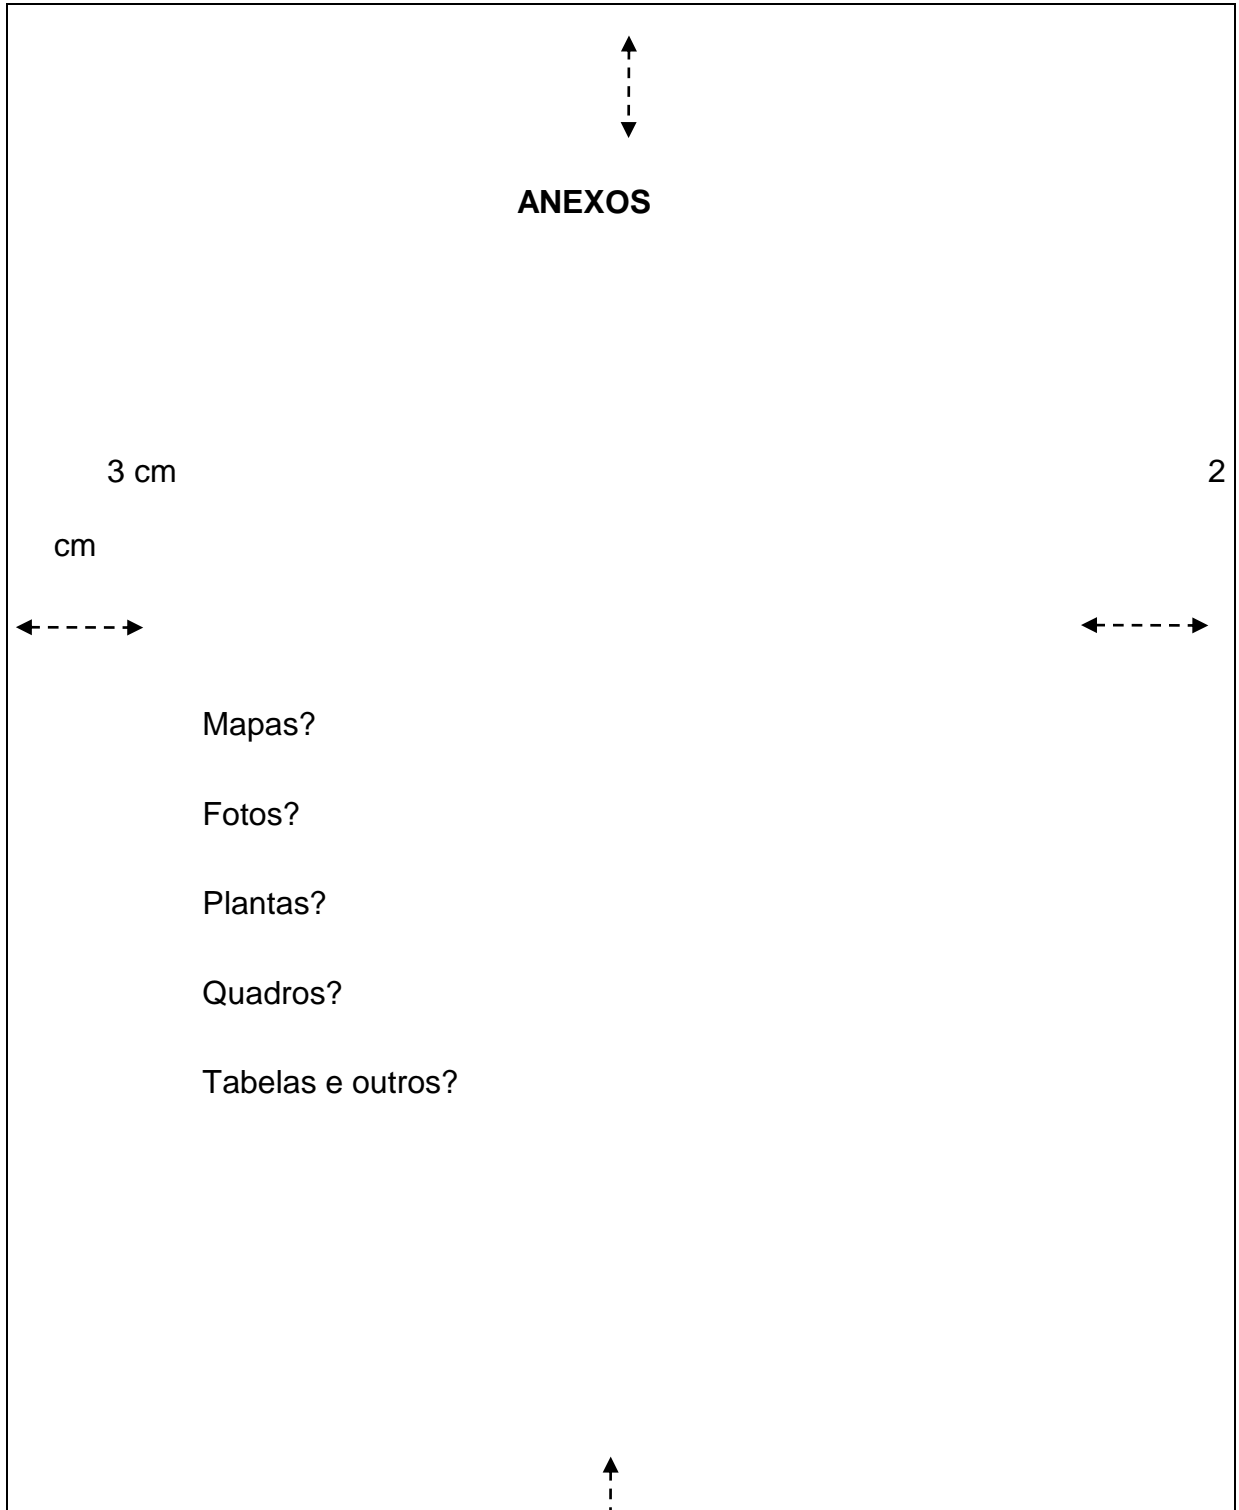 ANEXOS
3 cm 2
cm
Mapas?
Fotos?
Plantas?
Quadros?
Tabelas e outros?